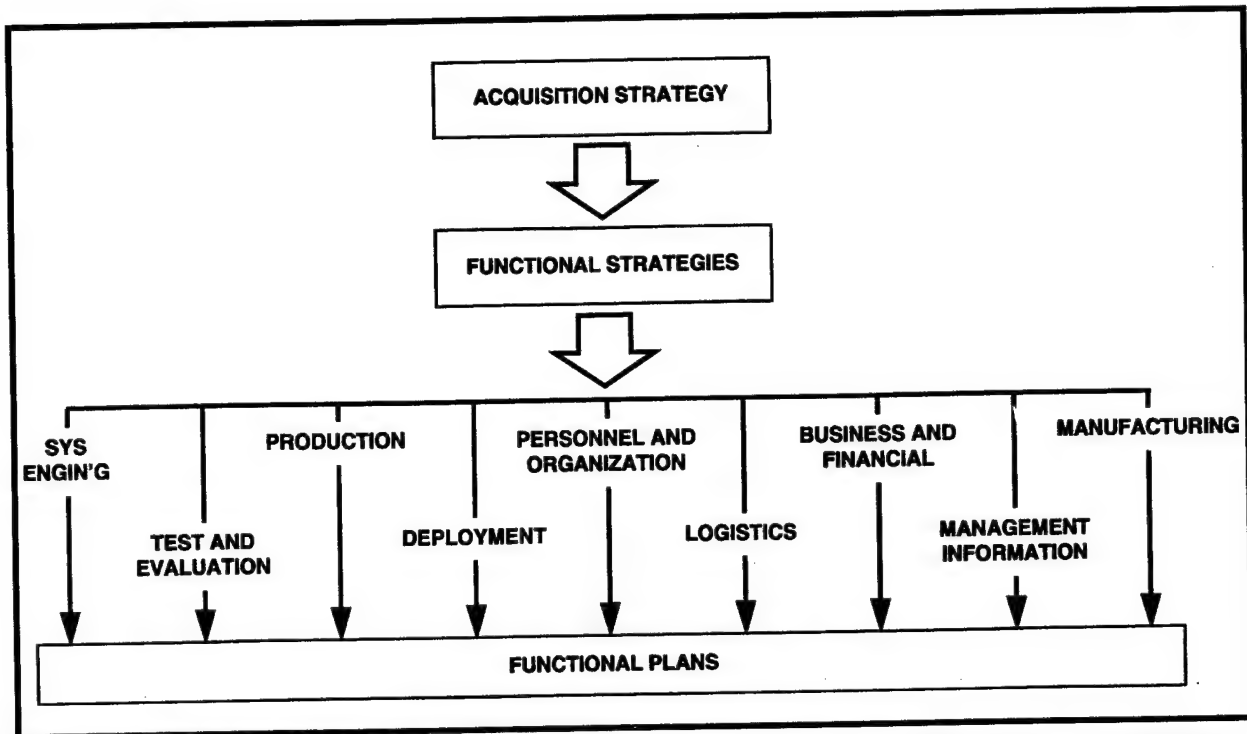 ACQUISITION STRATEGY
FUNCTIONAL STRATEGIES
SYS
ENGIN'G
TEST AND
EVALUATION
PRODUCTION
DEPLOYMENT
PERSONNEL AND
ORGANIZATION
LOGISTICS
BUSINESS AND
FINANCIAL
MANAGEMENT
INFORMATION
MANUFACTURING
FUNCTIONAL PLANS